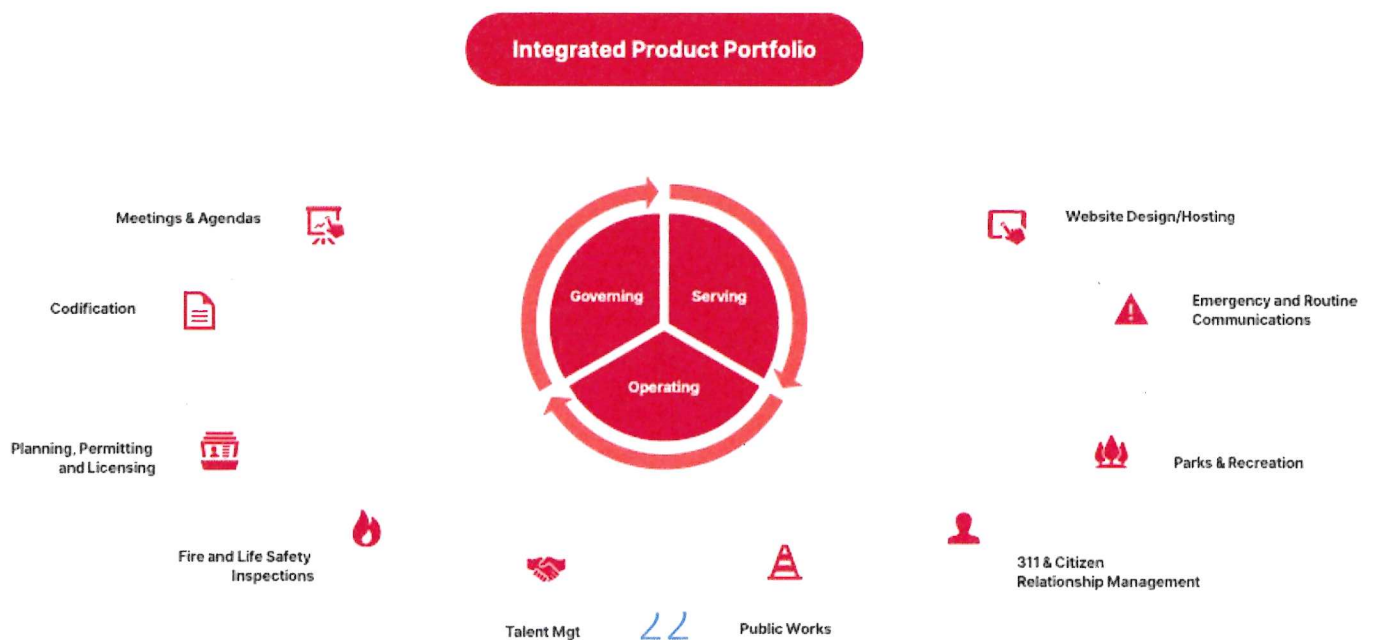 Integrated Product Portfolio
Meetings & Agendas
Website Design/Hosting
Governing
Serving
Codification
Emergency and Routine
Communications
Operating
Planning, Permitting
and Licensing
Parks & Recreation
Fire and Life Safety
Inspections
311 & Citizen
Relationship Management
Talent Mgt
22
Public Works